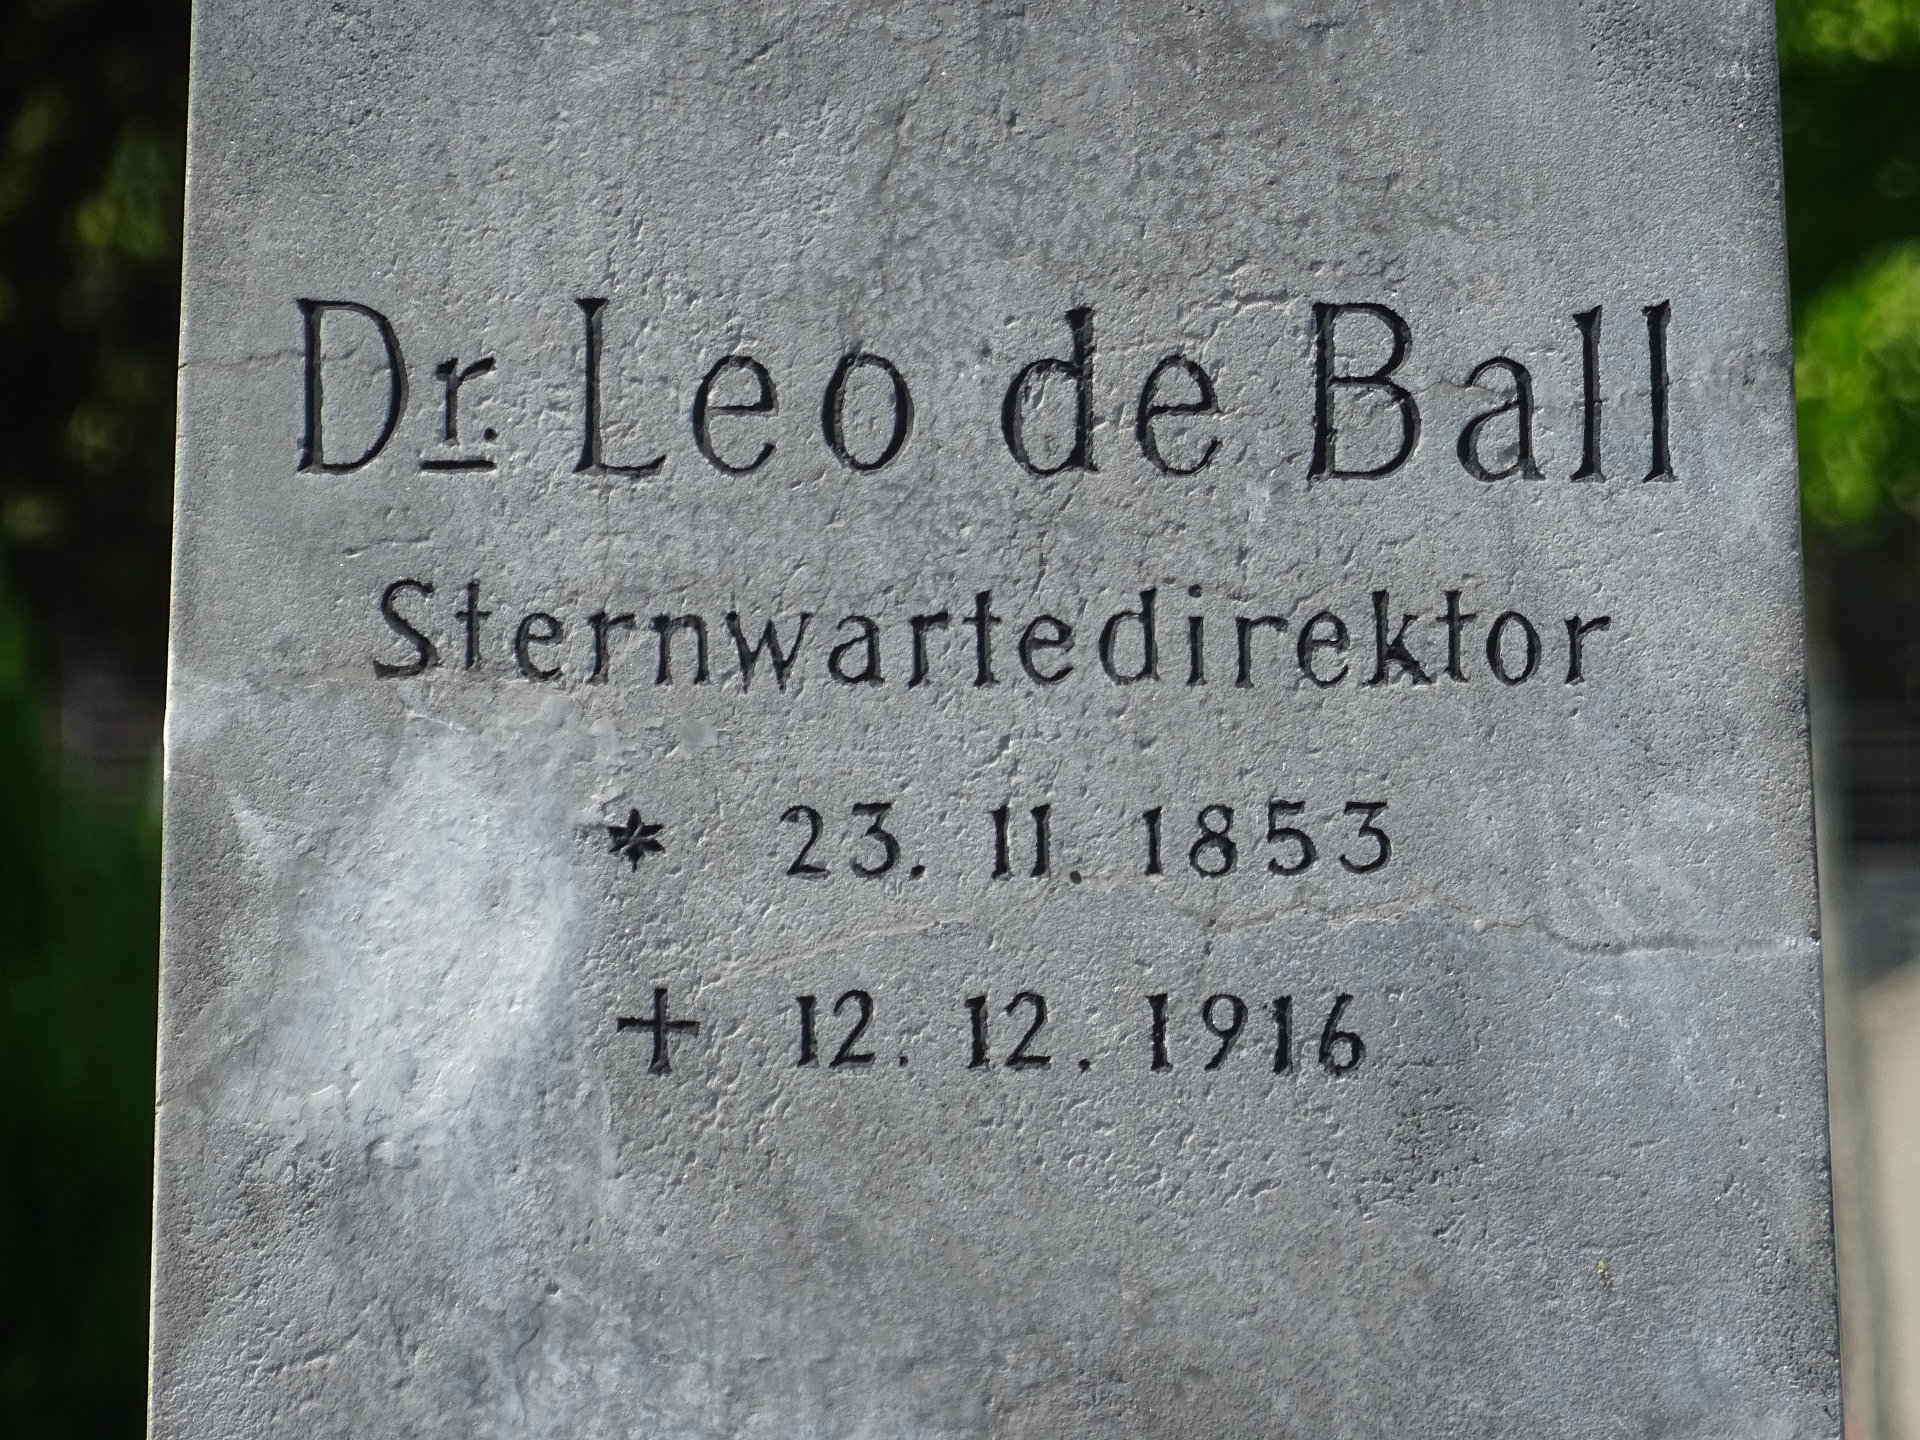 Dr. Leo de Ball
Sternwartedirektor
* 23. 11. 1853
✝ 12. 12. 1916